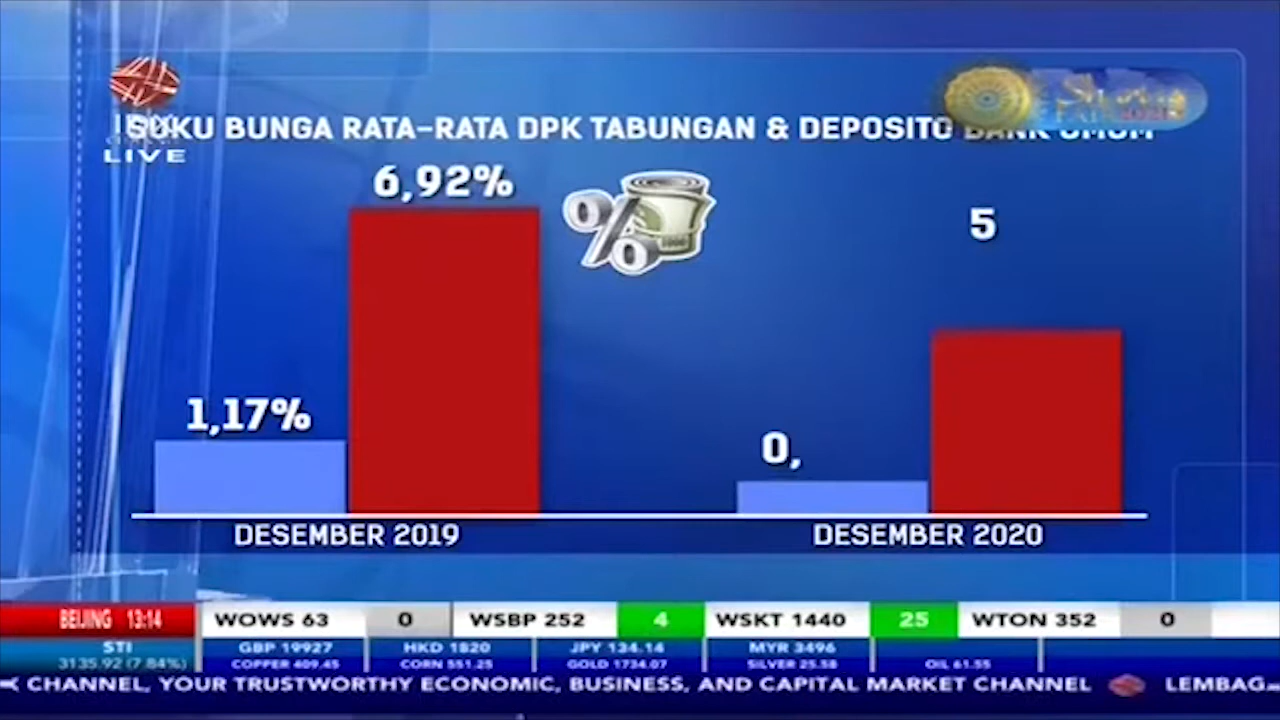 SUKU BUNGA RATA-RATA DPK TABUNGAN & DEPOSITO BANK UMUM
LIVE
6,92%
5
1,17%
0,
DESEMBER 2019
DESEMBER 2020
BEIJING 13:14
WOWS 63 0 WSBP 252 4 WSKT 1440 25 WTON 352 0
STI
3135.92 (7.84%)
GBP 19927 HKD 1820 JPY 134.14 MYR 3496
COPPER 409.45 CORN 551.25 GOLD 1734.07 SILVER 25.58 OIL 61.55
CHANNEL, YOUR TRUSTWORTHY ECONOMIC, BUSINESS, AND CAPITAL MARKET CHANNEL LEMBAG